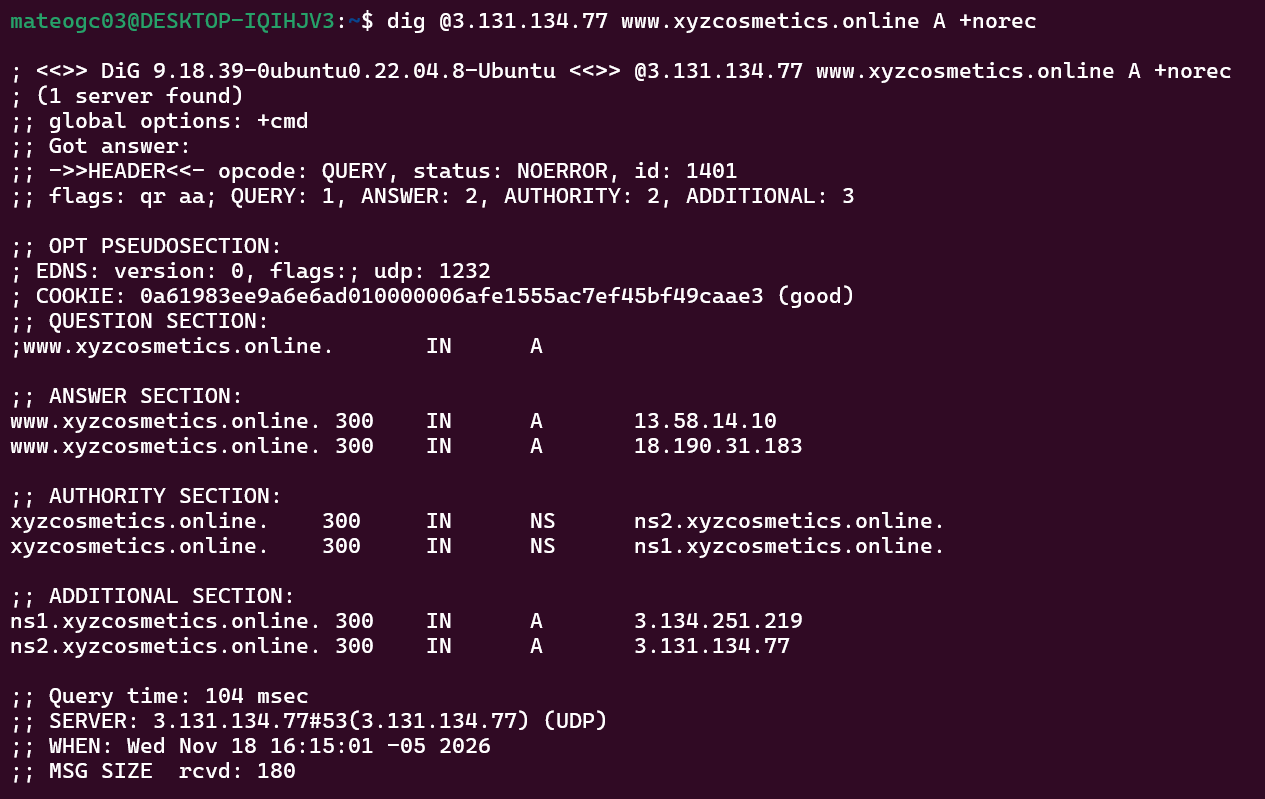 mateogc03@DESKTOP-IQIHJV3:~$ dig @3.131.134.77 www.xyzcosmetics.online A +norec
; <<>> DiG 9.18.39-0ubuntu0.22.04.8-Ubuntu <<>> @3.131.134.77 www.xyzcosmetics.online A +norec
; (1 server found)
;; global options: +cmd
;; Got answer:
;; ->>HEADER<<- opcode: QUERY, status: NOERROR, id: 1401
;; flags: qr aa; QUERY: 1, ANSWER: 2, AUTHORITY: 2, ADDITIONAL: 3
;; OPT PSEUDOSECTION:
; EDNS: version: 0, flags:; udp: 1232
; COOKIE: 0a61983ee9a6e6ad010000006afe1555ac7ef45bf49caae3 (good)
;; QUESTION SECTION:
;www.xyzcosmetics.online. IN A
;; ANSWER SECTION:
www.xyzcosmetics.online. 300 IN A 13.58.14.10
www.xyzcosmetics.online. 300 IN A 18.190.31.183
;; AUTHORITY SECTION:
xyzcosmetics.online. 300 IN NS ns2.xyzcosmetics.online.
xyzcosmetics.online. 300 IN NS ns1.xyzcosmetics.online.
;; ADDITIONAL SECTION:
ns1.xyzcosmetics.online. 300 IN A 3.134.251.219
ns2.xyzcosmetics.online. 300 IN A 3.131.134.77
;; Query time: 104 msec
;; SERVER: 3.131.134.77#53(3.131.134.77) (UDP)
;; WHEN: Wed Nov 18 16:15:01 -05 2026
;; MSG SIZE  rcvd: 180